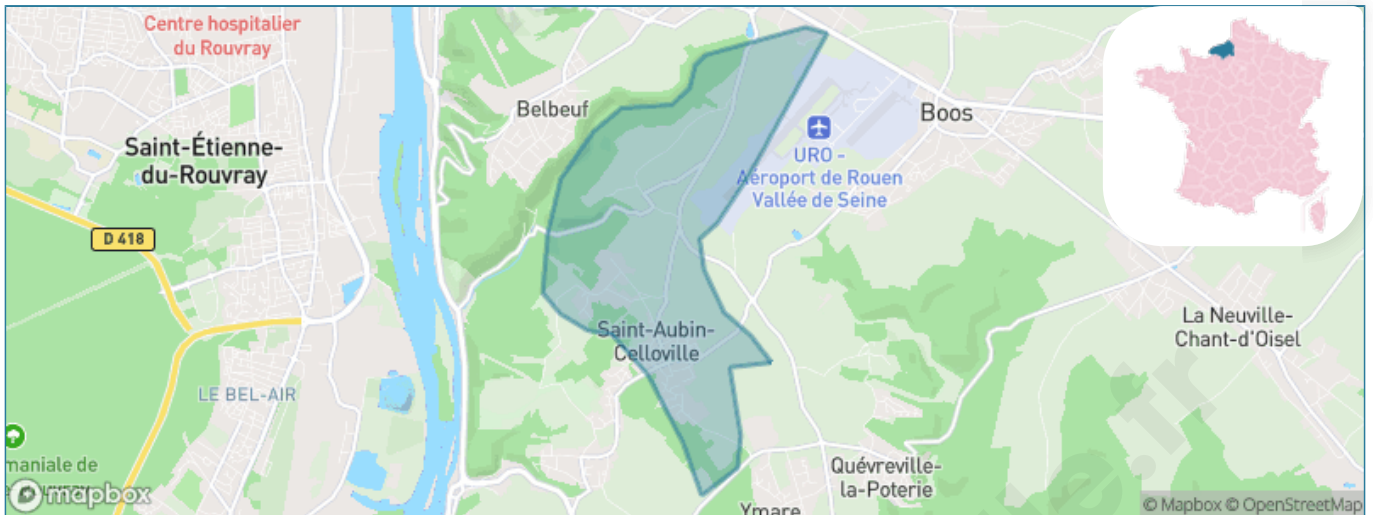 Centre hospitalier
du Rouvray
Belbeuf
Boos
Saint-Étienne-
du-Rouvray
URO -
Aéroport de Rouen
Vallée de Seine
D 418
La Neuville-
Chant-d'Oisel
Saint-Aubin-
Celloville
LE BEL-AIR
maniale de
Quévreville-
la-Poterie
mapbox
Ymare
© Mapbox © OpenStreetMap